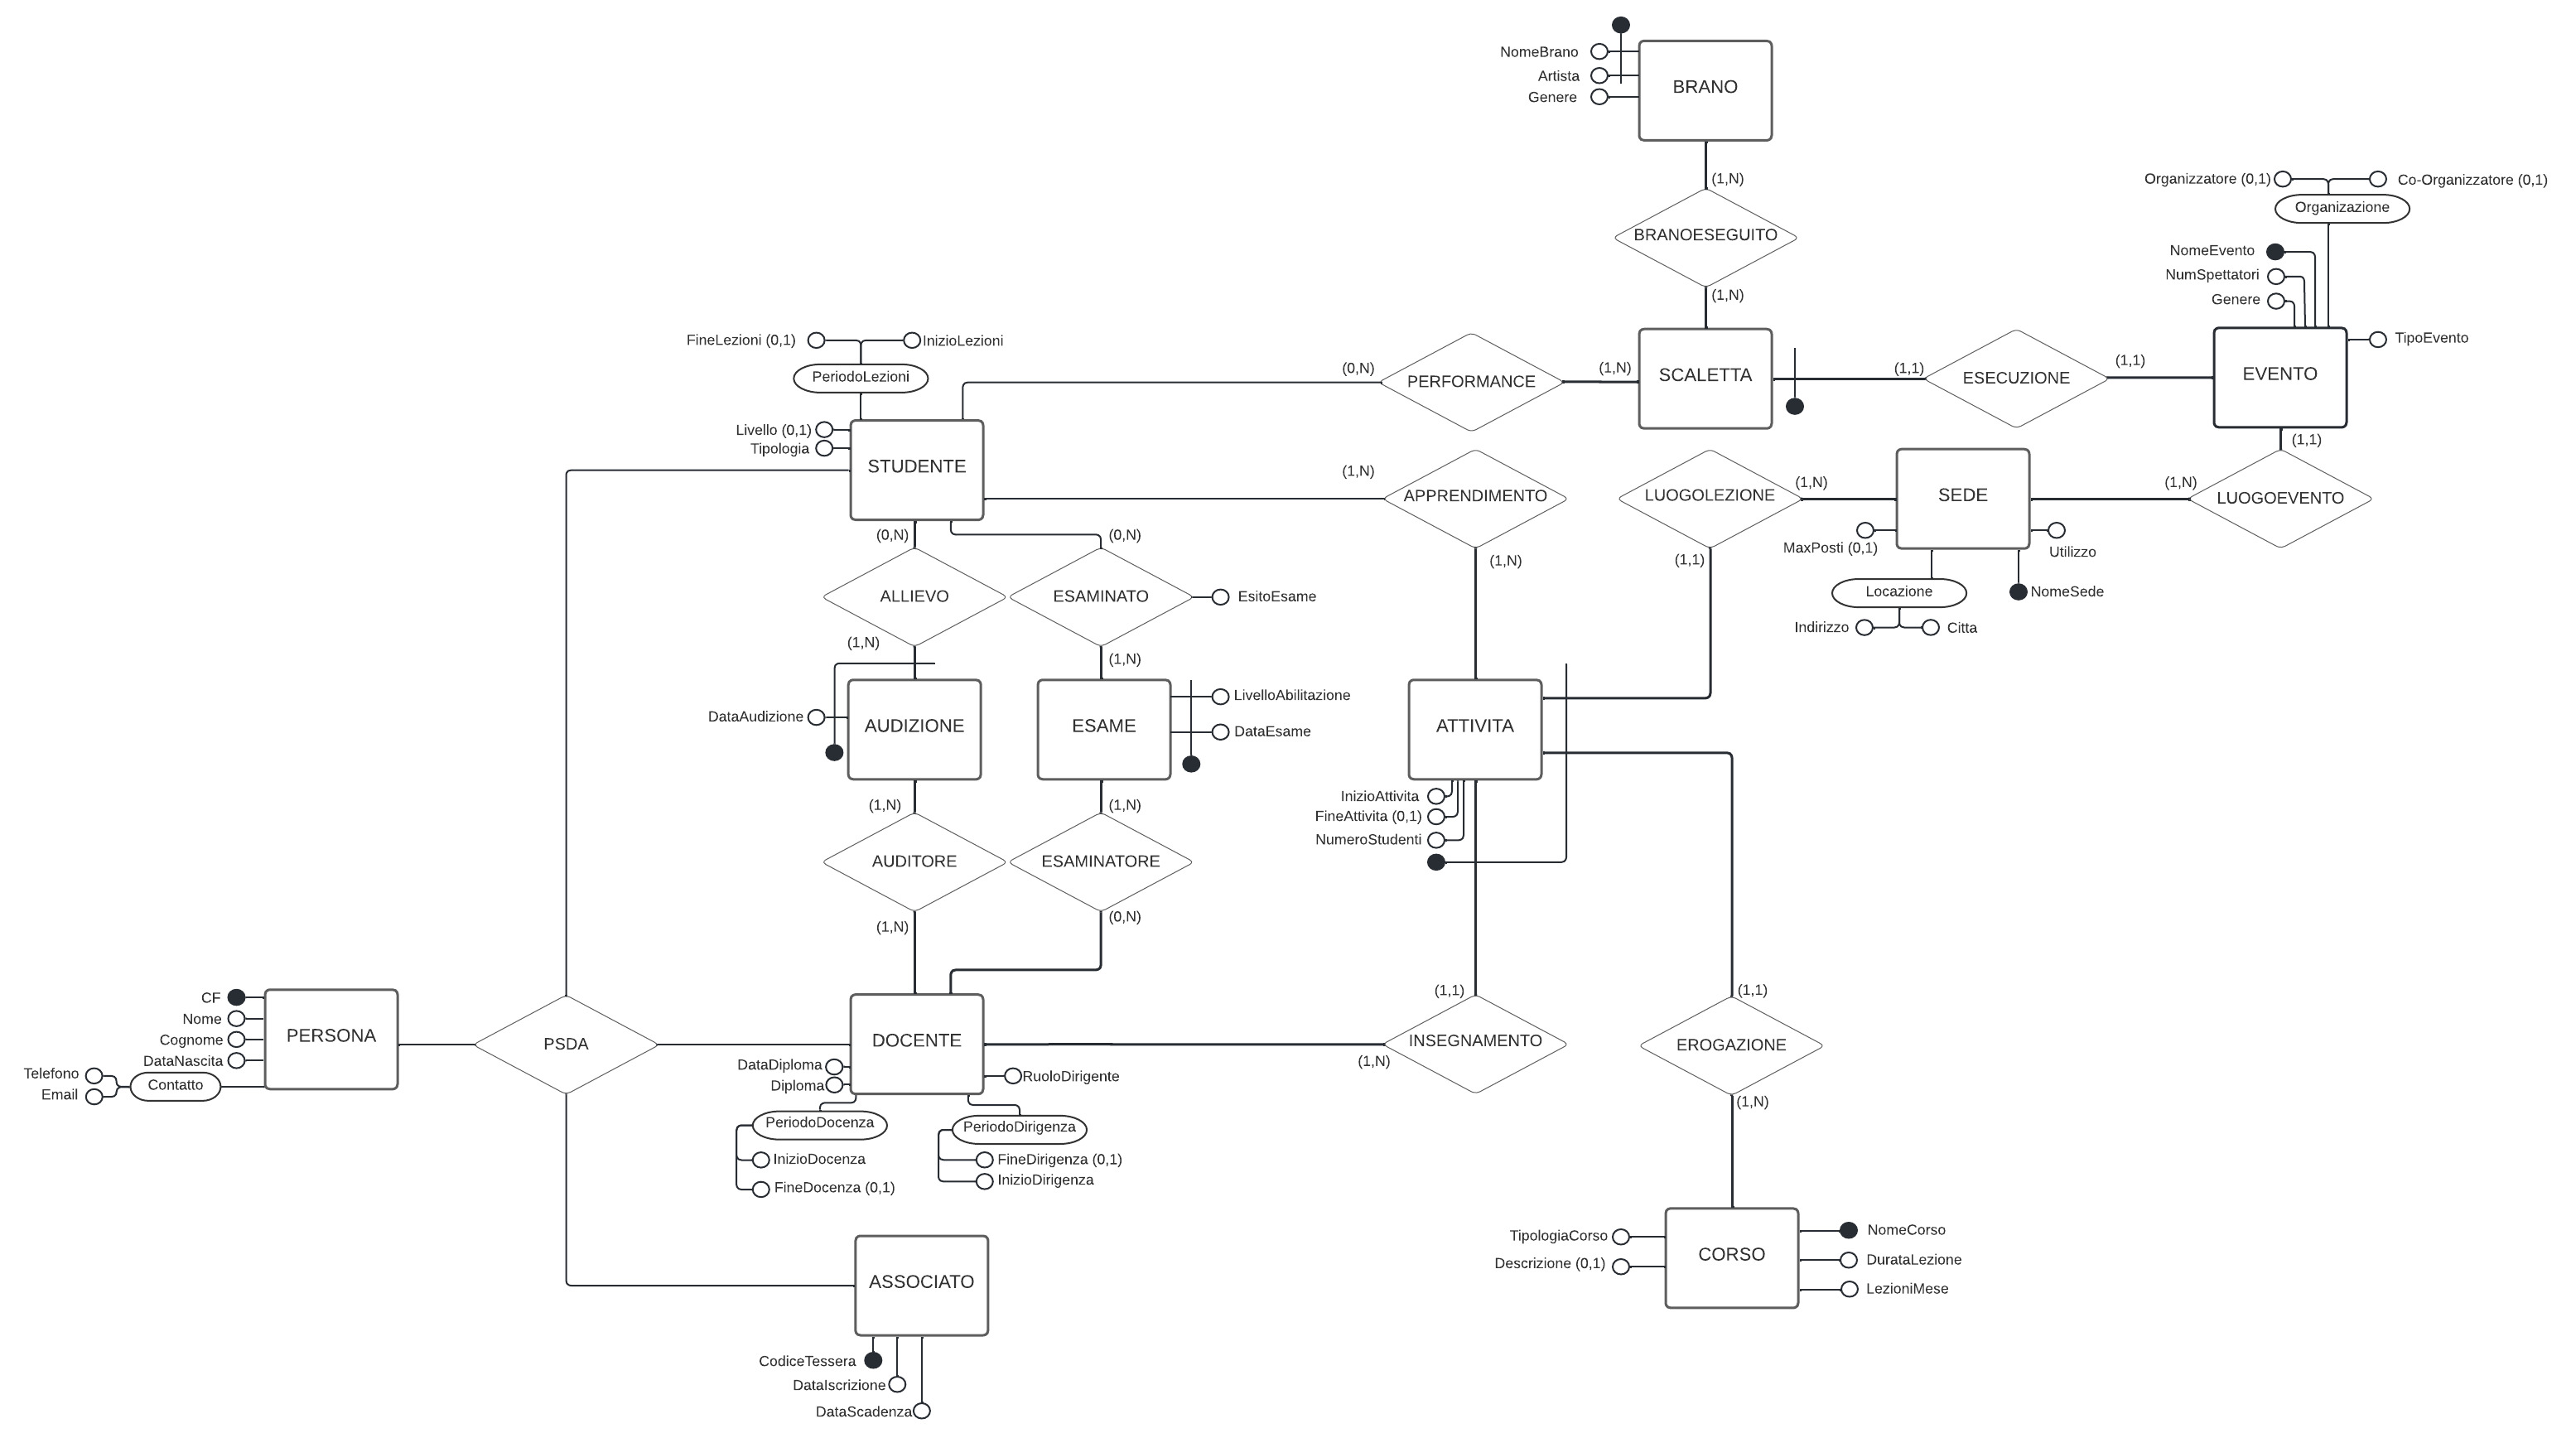 NomeBrano
Artista
Genere
BRANO
(1,N)
BRANOESEGUITO
(1,N)
Organizzatore (0,1)
Co-Organizzatore (0,1)
Organizazione
NomeEvento
NumSpettatori
Genere
TipoEvento
EVENTO
FineLezioni (0,1)
InizioLezioni
PeriodoLezioni
Livello (0,1)
Tipologia
STUDENTE
(0,N)
PERFORMANCE
(1,N)
SCALETTA
(1,1)
ESECUZIONE
(1,1)
(1,1)
(1,N)
APPRENDIMENTO
(1,N)
LUOGOLEZIONE
(1,N)
(1,1)
SEDE
(1,N)
LUOGOEVENTO
MaxPosti (0,1)
Utilizzo
Locazione
NomeSede
Indirizzo
Citta
(0,N)
(0,N)
ALLIEVO
ESAMINATO
EsitoEsame
(1,N)
(1,N)
DataAudizione
AUDIZIONE
ESAME
LivelloAbilitazione
DataEsame
ATTIVITA
InizioAttivita
FineAttivita (0,1)
NumeroStudenti
(1,N)
(1,N)
AUDITORE
ESAMINATORE
(1,N)
(0,N)
CF
Nome
Cognome
DataNascita
Telefono
Email
Contatto
PERSONA
PSDA
DOCENTE
DataDiploma
Diploma
RuoloDirigente
PeriodoDocenza
InizioDocenza
FineDocenza (0,1)
PeriodoDirigenza
FineDirigenza (0,1)
InizioDirigenza
(1,1)
INSEGNAMENTO
(1,N)
(1,1)
EROGAZIONE
(1,N)
TipologiaCorso
Descrizione (0,1)
CORSO
NomeCorso
DurataLezione
LezioniMese
ASSOCIATO
CodiceTessera
DataIscrizione
DataScadenza